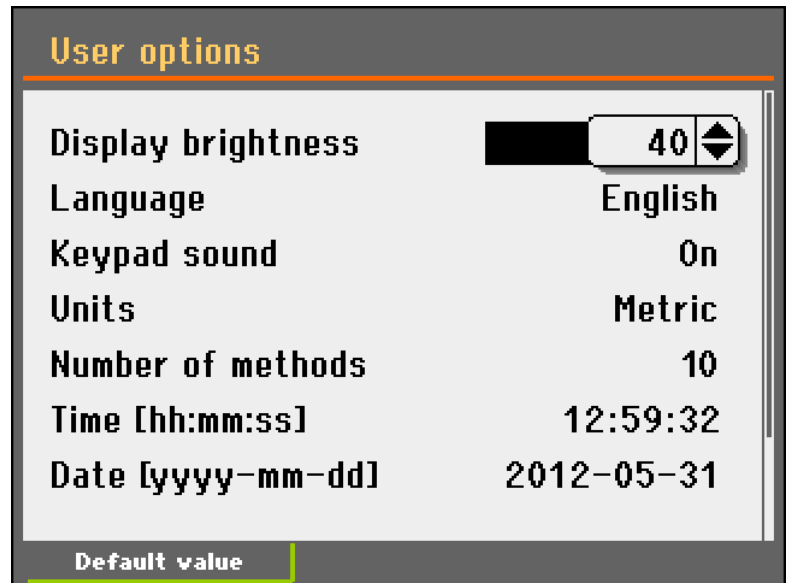 User options
Display brightness 40
Language English
Keypad sound On
Units Metric
Number of methods 10
Time [hh:mm:ss] 12:59:32
Date [yyyy-mm-dd] 2012-05-31
Default value